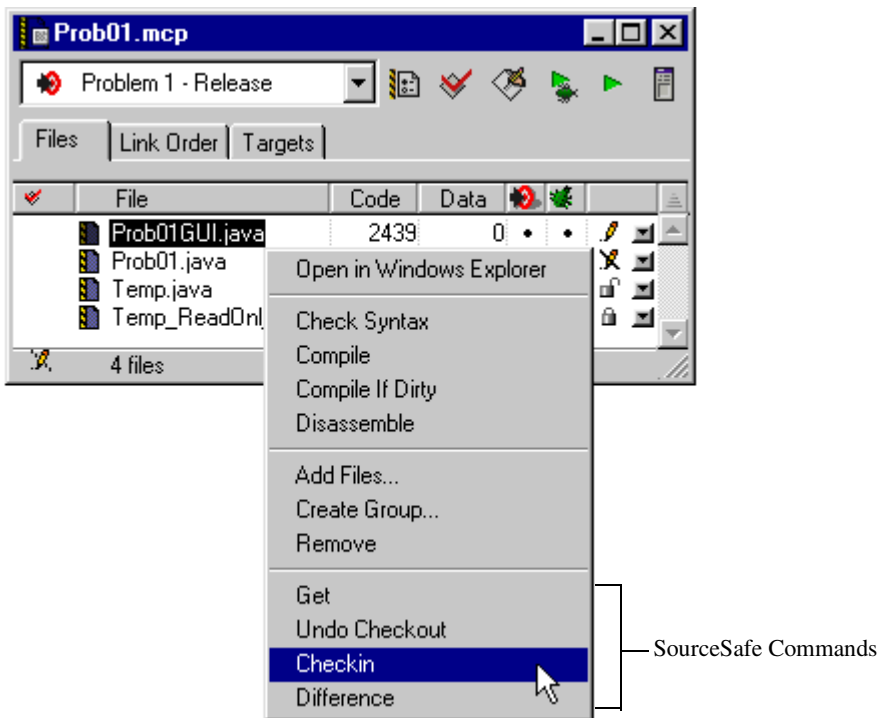 Prob01.mcp
Problem 1 - Release
Files Link Order Targets
File Code Data
Prob01GUI.java 2439 0
Prob01.java
Temp.java
Temp_ReadOnl
4 files
Open in Windows Explorer
Check Syntax
Compile
Compile If Dirty
Disassemble
Add Files...
Create Group...
Remove
Get
Undo Checkout
Checkin
Difference
SourceSafe Commands